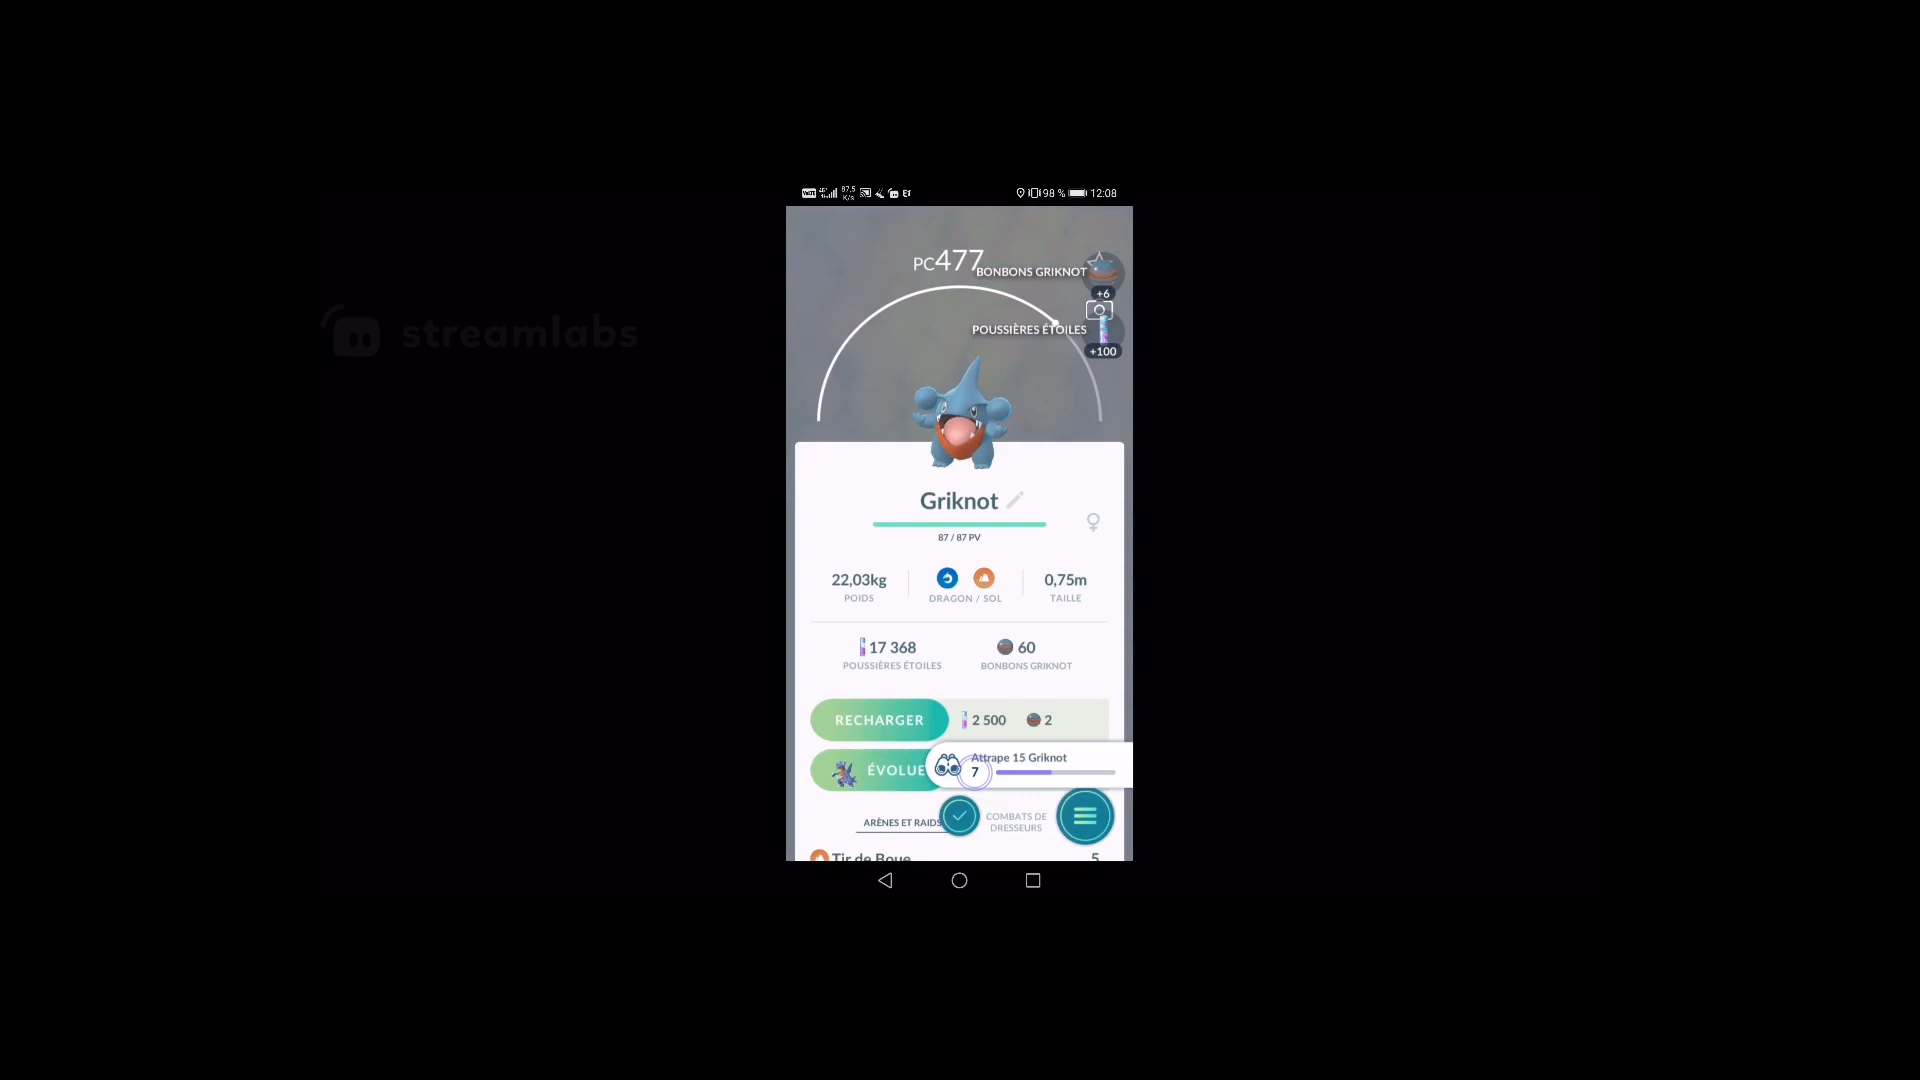 87,5
K/s
98 %
12:08
PC477
BONBONS GRIKNOT
+6
POUSSIÈRES ÉTOILES
+100
streamlabs
Griknot
87 / 87 PV
22,03kg
POIDS
DRAGON / SOL
0,75m
TAILLE
17 368
POUSSIÈRES ÉTOILES
60
BONBONS GRIKNOT
RECHARGER
2 500
2
ÉVOLUE
Attrape 15 Griknot
7
ARÈNES ET RAIDS
COMBATS DE
DRESSEURS
Tir de Boue
5